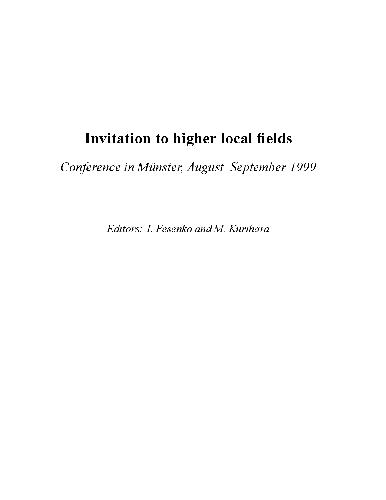 Invitation to higher local fields
Conference in Münster, August–September 1999
Editors: I. Fesenko and M. Kurihara